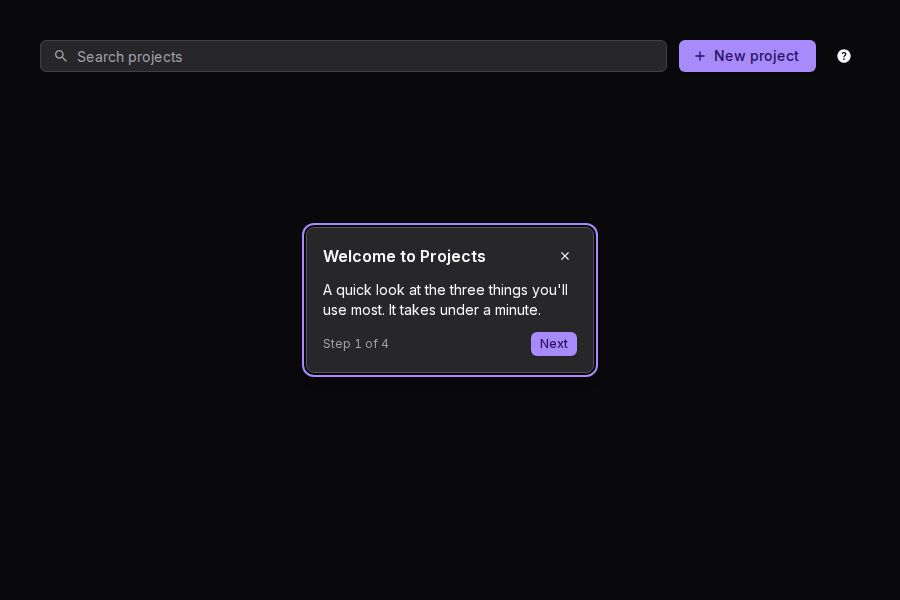 Search projects
New project
Welcome to Projects
A quick look at the three things you'll
use most. It takes under a minute.
Step 1 of 4
Next